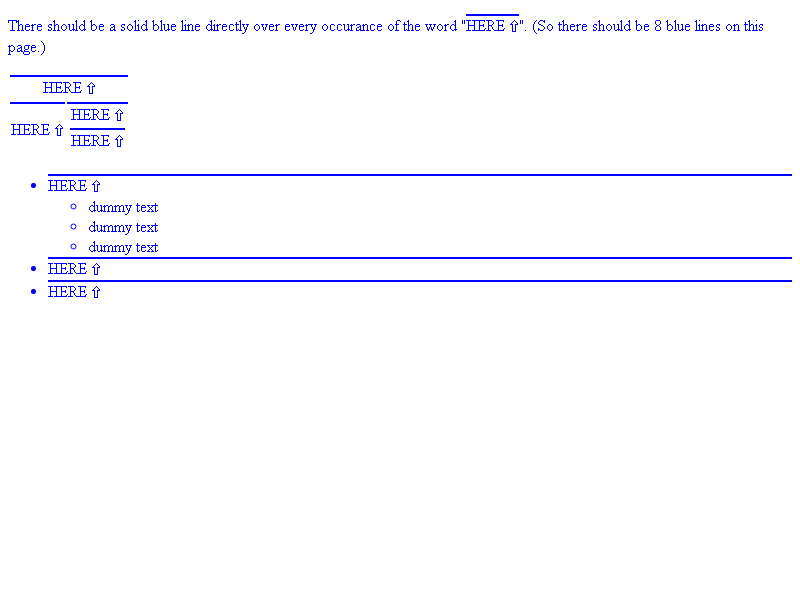 There should be a solid blue line directly over every occurance of the word "HERE ⇧". (So there should be 8 blue lines on this
page.)
HERE ⇧
HERE ⇧
HERE ⇧
HERE ⇧
HERE ⇧
dummy text
dummy text
dummy text
HERE ⇧
HERE ⇧